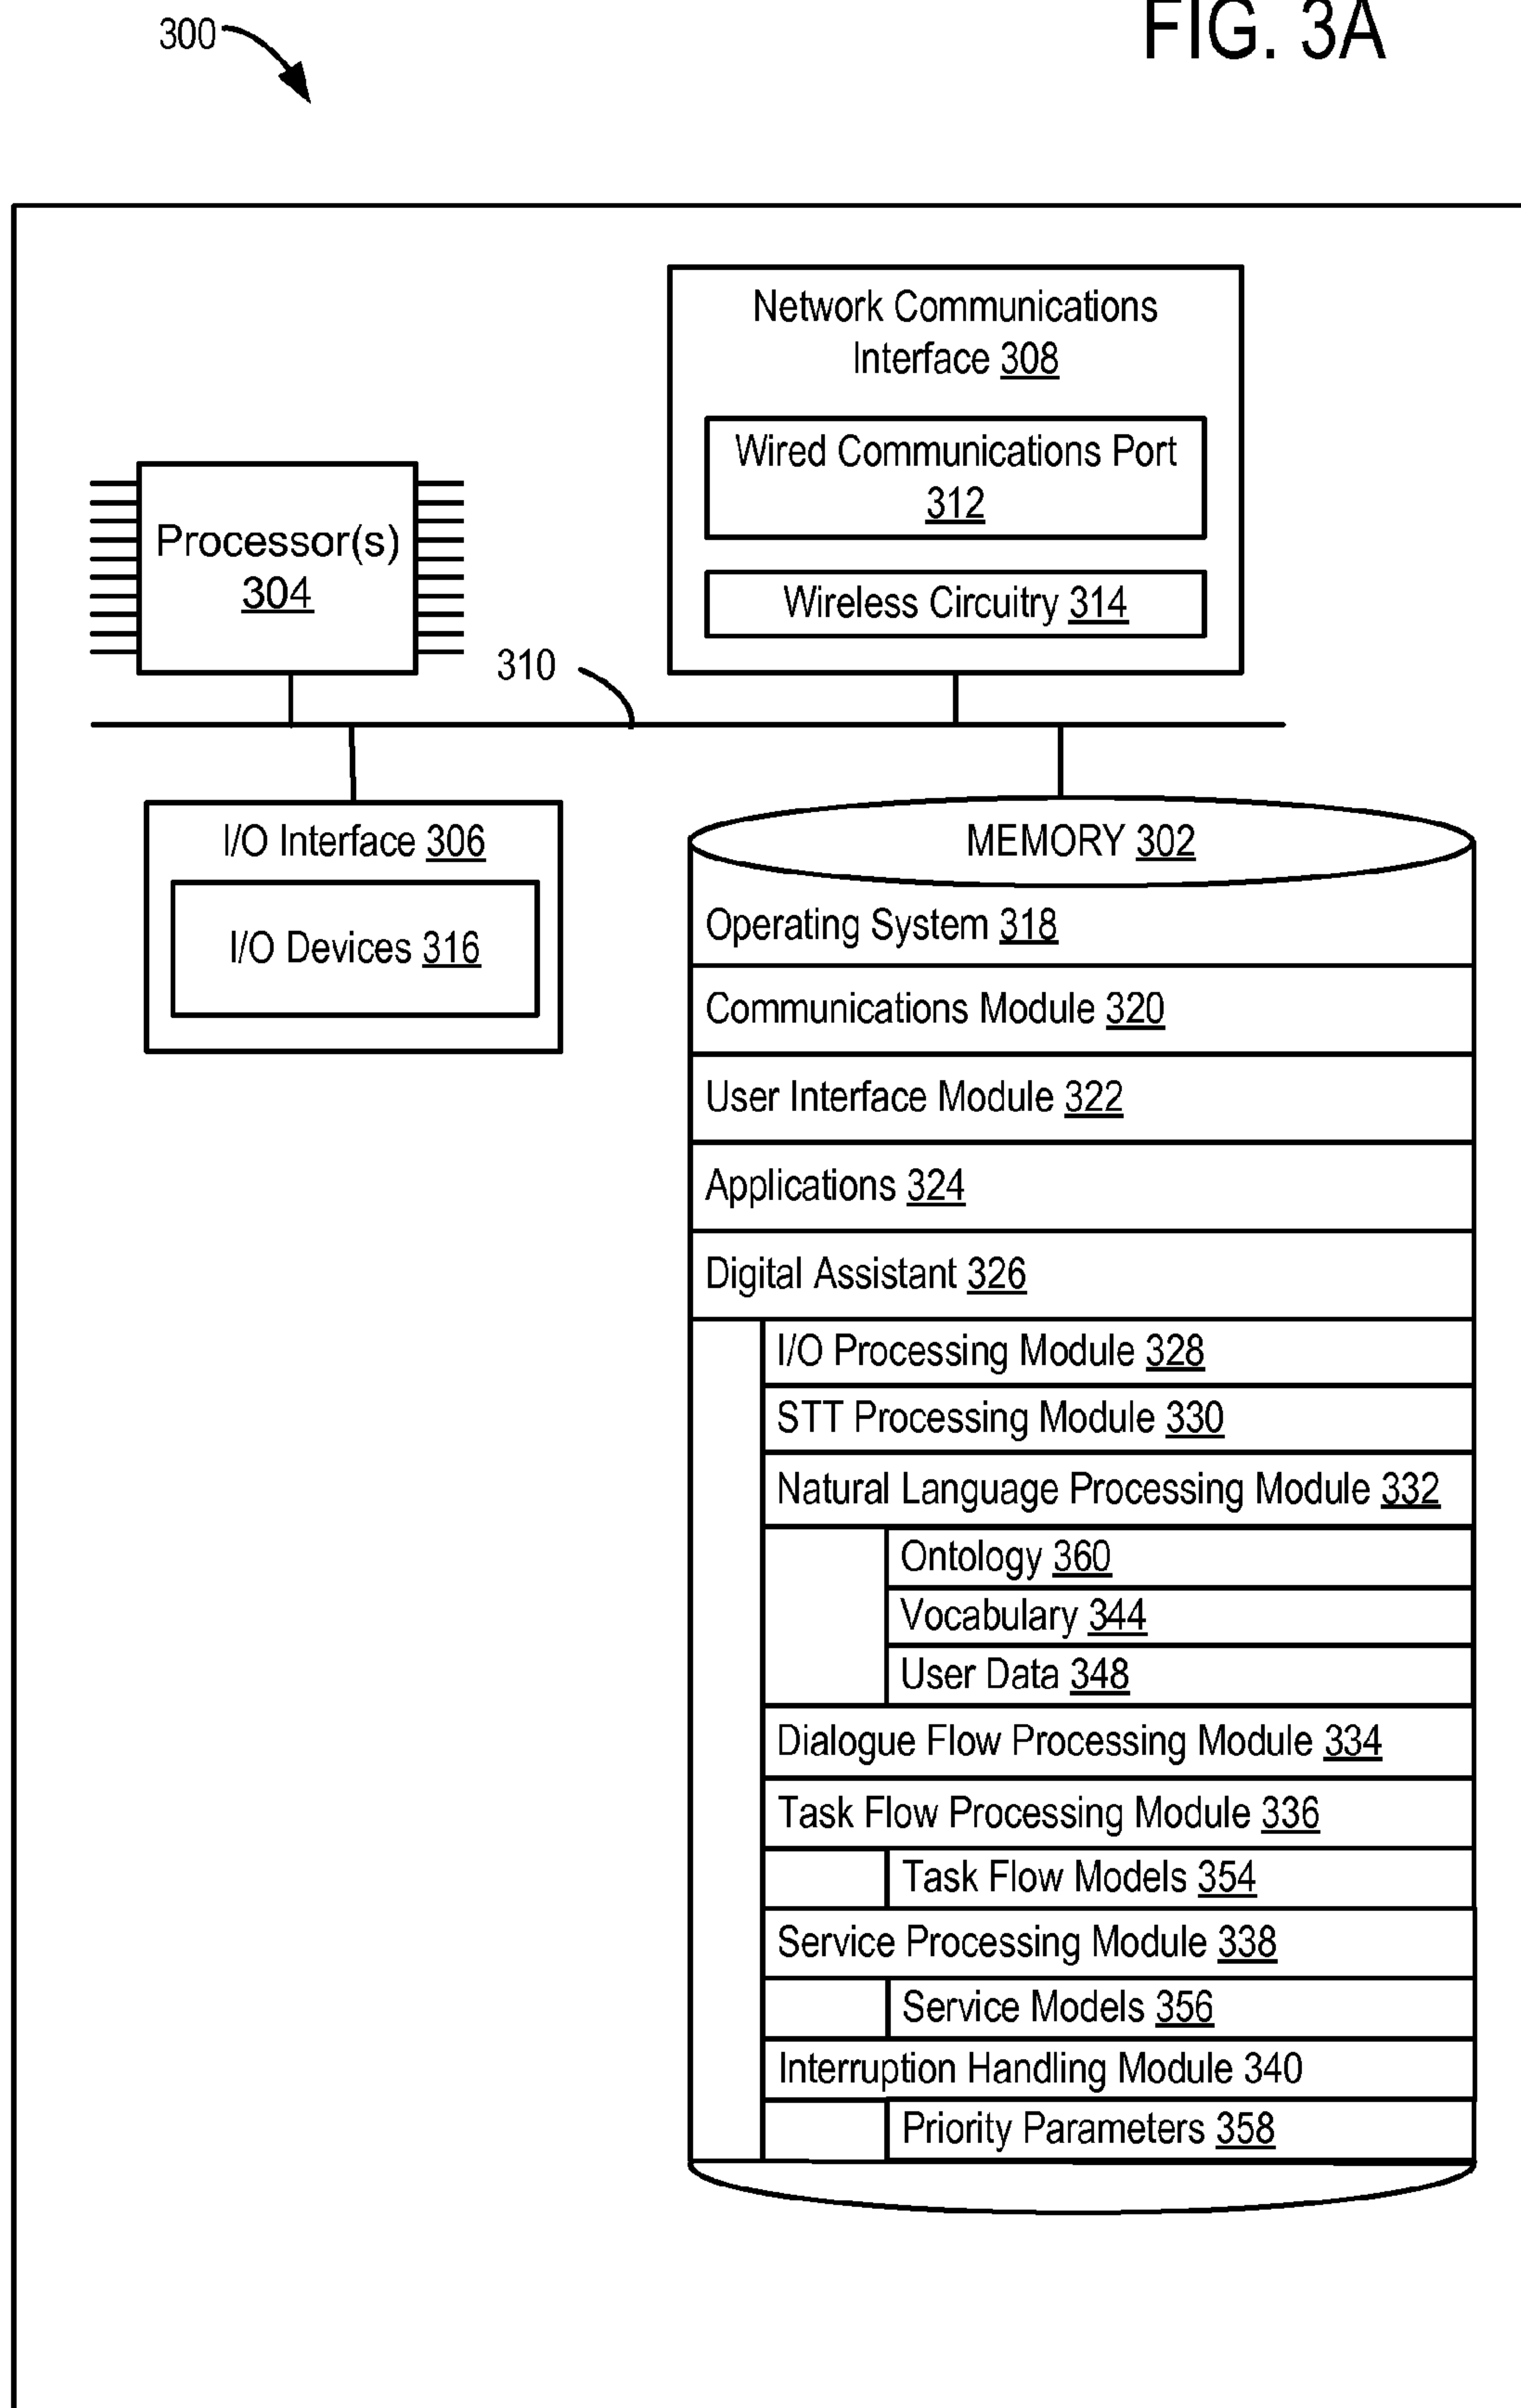 300
FIG. 3A
Network Communications
Interface 308
Wired Communications Port
312
Wireless Circuitry 314
Processor(s)
304
310
I/O Interface 306
I/O Devices 316
MEMORY 302
Operating System 318
Communications Module 320
User Interface Module 322
Applications 324
Digital Assistant 326
I/O Processing Module 328
STT Processing Module 330
Natural Language Processing Module 332
Ontology 360
Vocabulary 344
User Data 348
Dialogue Flow Processing Module 334
Task Flow Processing Module 336
Task Flow Models 354
Service Processing Module 338
Service Models 356
Interruption Handling Module 340
Priority Parameters 358